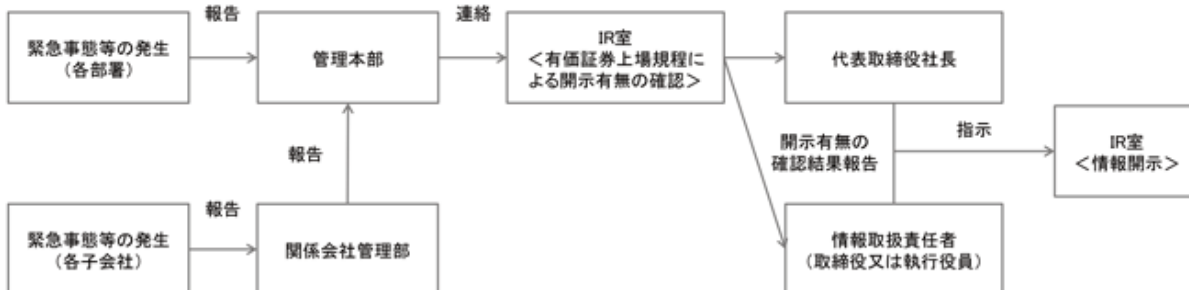 報告
緊急事態等の発生
（各部署）
管理本部
連絡
IR室
＜有価証券上場規程に
よる開示有無の確認＞
代表取締役社長
報告
開示有無の
確認結果報告
指示
IR室
＜情報開示＞
緊急事態等の発生
（各子会社）
報告
関係会社管理部
情報取扱責任者
（取締役又は執行役員）